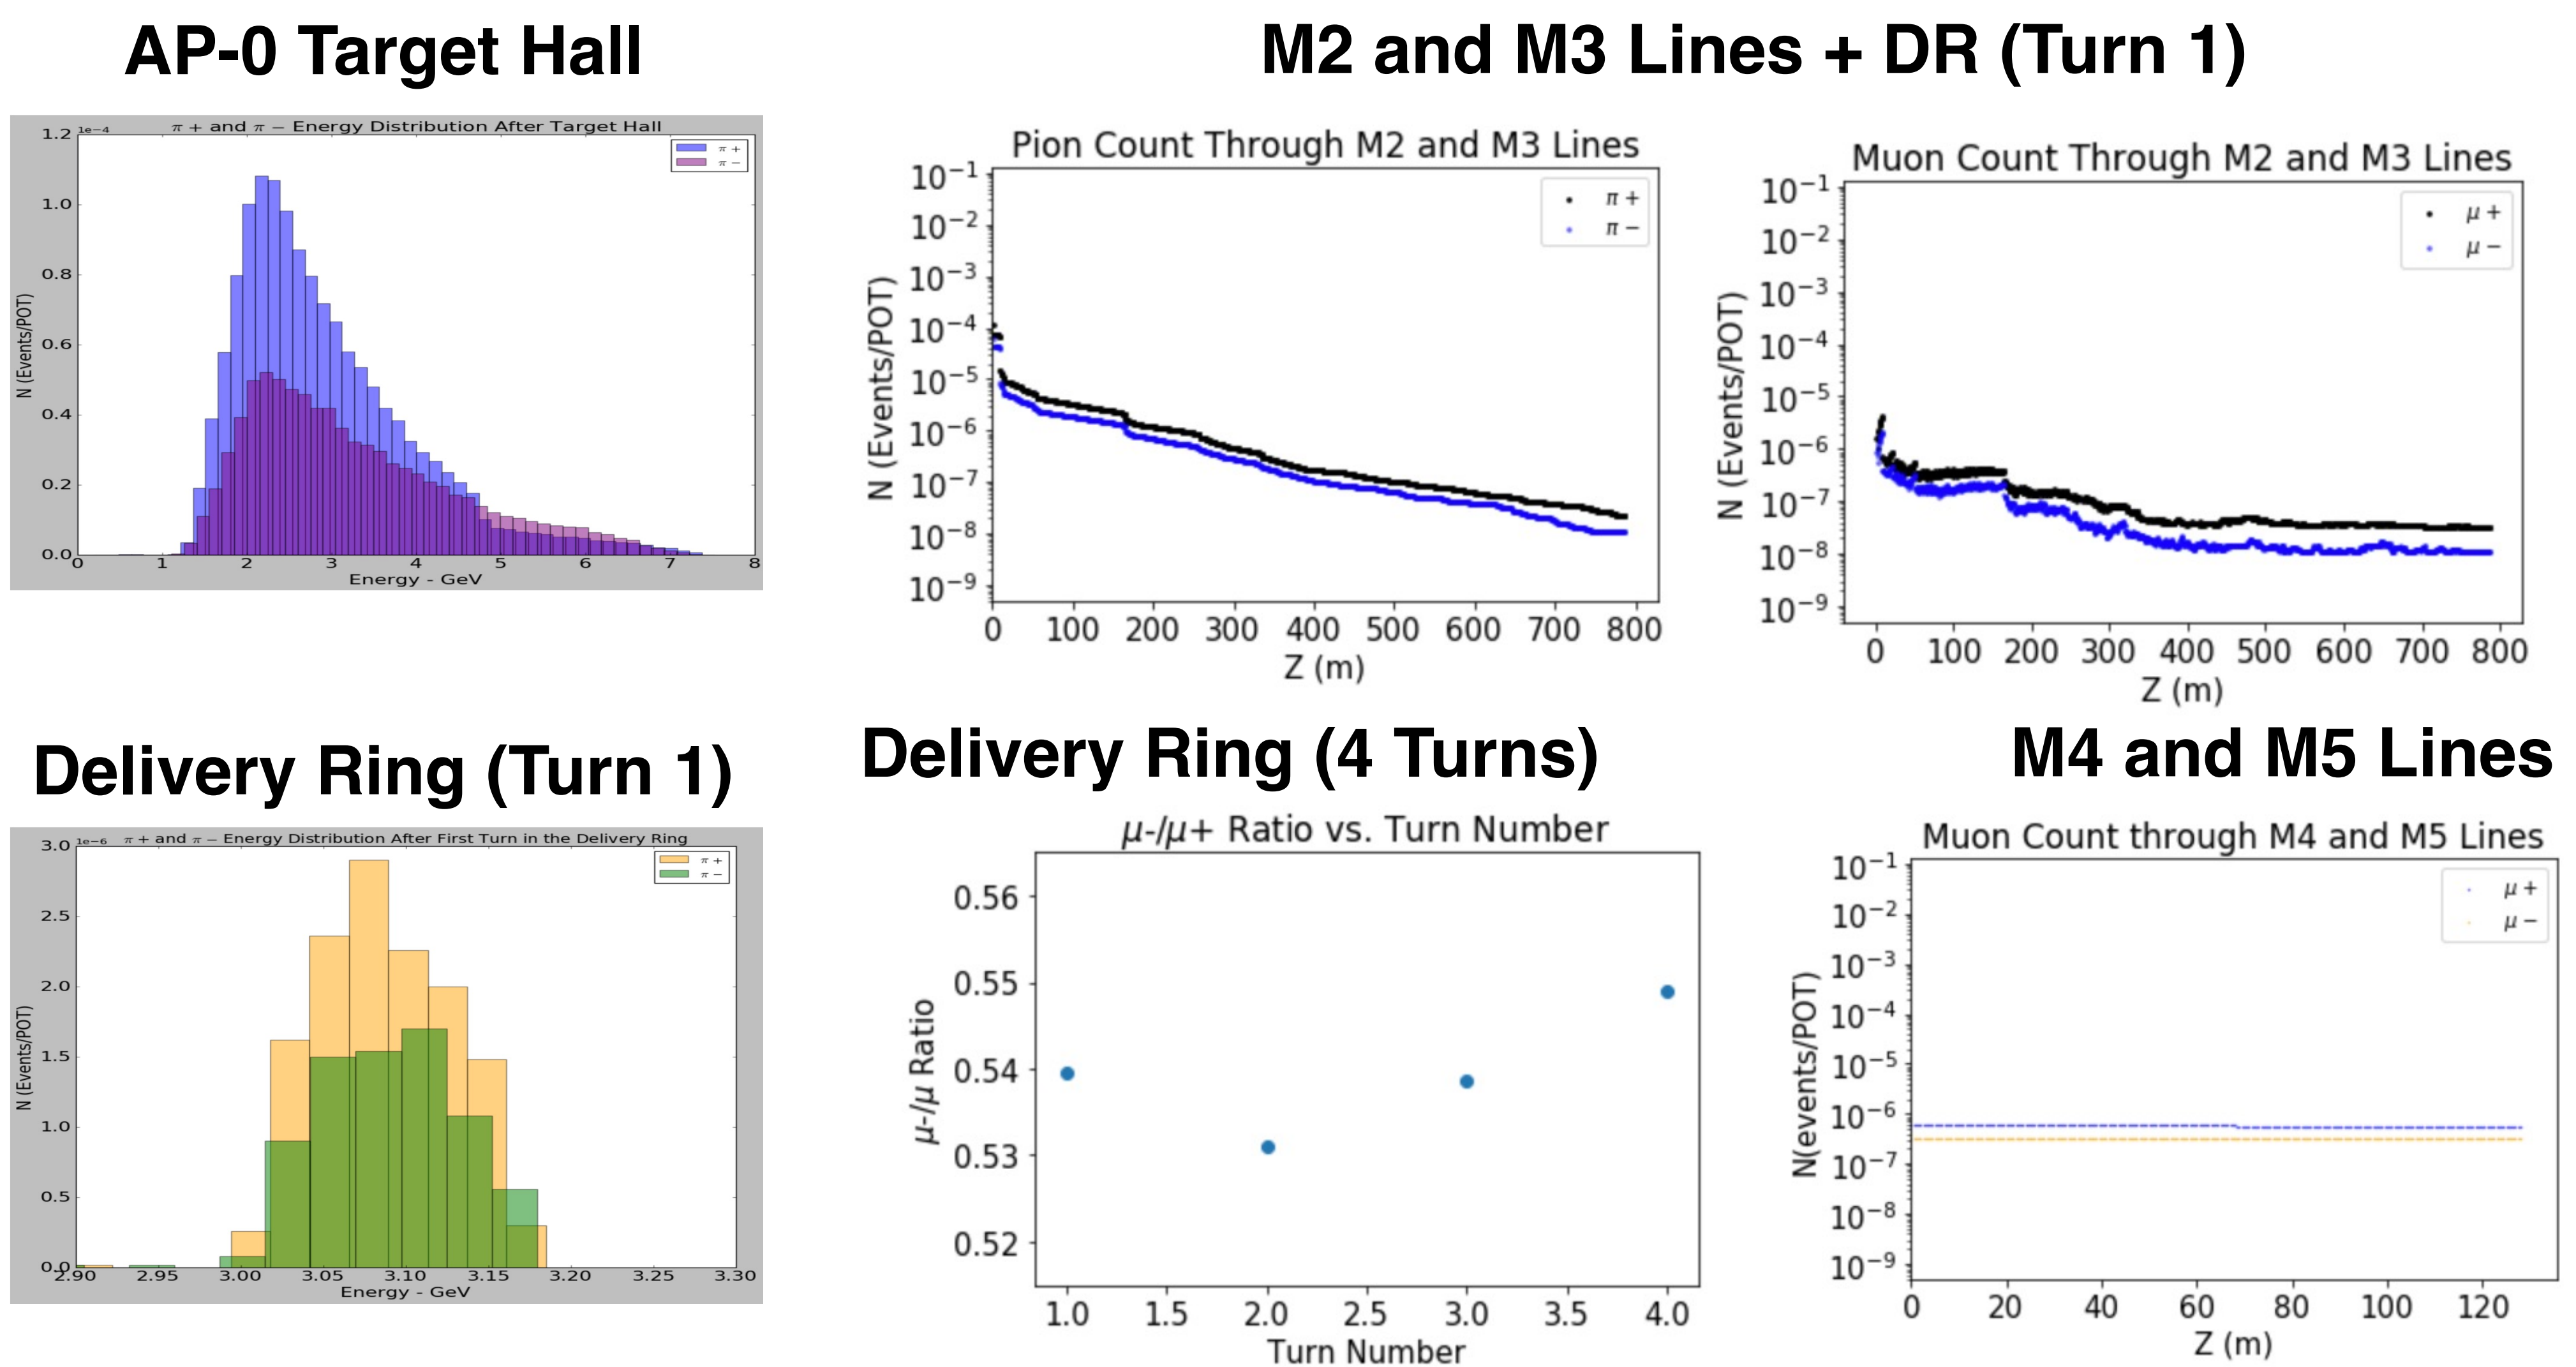 AP-0 Target Hall
M2 and M3 Lines + DR (Turn 1)
1e−4 π + and π − Energy Distribution After Target Hall
π +
π −
1.2
1.0
0.8
0.6
0.4
0.2
0.0
N (Events/POT)
0 1 2 3 4 5 6 7 8
Energy - GeV
Pion Count Through M2 and M3 Lines
π +
π −
10−1
10−2
10−3
10−4
10−5
10−6
10−7
10−8
10−9
N (Events/POT)
0 100 200 300 400 500 600 700 800
Z (m)
Muon Count Through M2 and M3 Lines
μ +
μ −
10−1
10−2
10−3
10−4
10−5
10−6
10−7
10−8
10−9
N (Events/POT)
0 100 200 300 400 500 600 700 800
Z (m)
Delivery Ring (Turn 1)
Delivery Ring (4 Turns)
M4 and M5 Lines
1e−6 π + and π − Energy Distribution After First Turn in the Delivery Ring
π +
π −
3.0
2.5
2.0
1.5
1.0
0.5
0.0
N (Events/POT)
2.90 2.95 3.00 3.05 3.10 3.15 3.20 3.25 3.30
Energy - GeV
μ-/μ+ Ratio vs. Turn Number
0.56
0.55
0.54
0.53
0.52
μ-/μ Ratio
1.0 1.5 2.0 2.5 3.0 3.5 4.0
Turn Number
Muon Count through M4 and M5 Lines
μ +
μ −
10−1
10−2
10−3
10−4
10−5
10−6
10−7
10−8
10−9
N(events/POT)
0 20 40 60 80 100 120
Z (m)